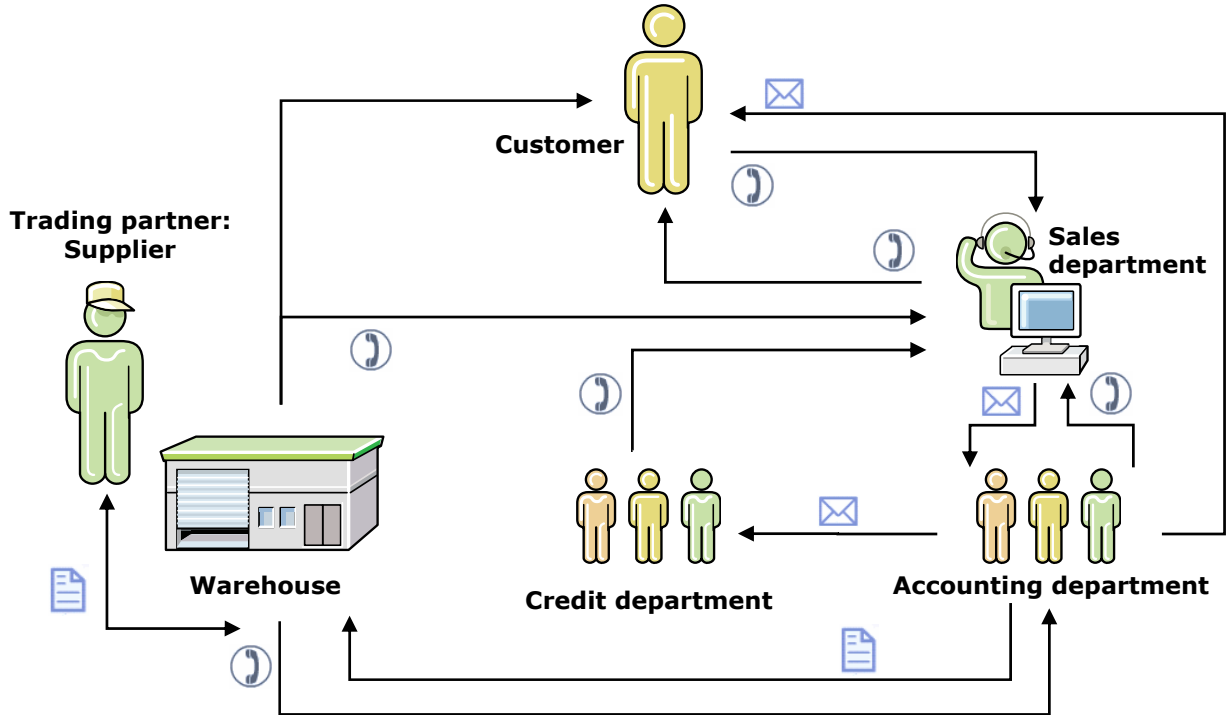 Customer
Trading partner:
Supplier
Sales
department
Warehouse
Credit department
Accounting department